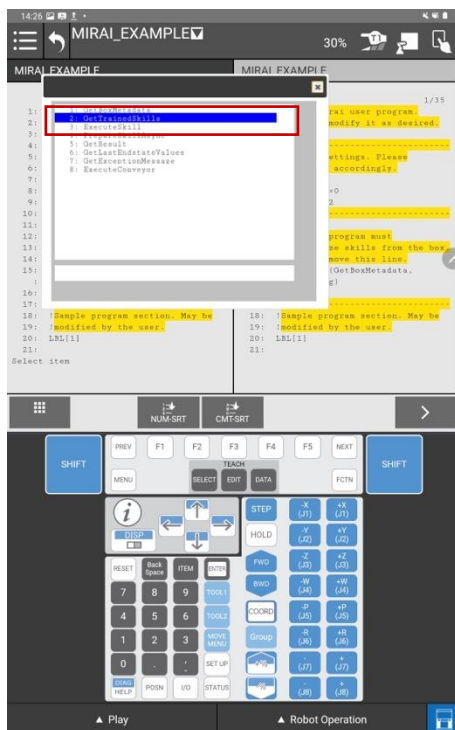 14:26
MIRAI_EXAMPLE
30%
T1
MIRAI_EXAMPLE
MIRAI_EXAMPLE
1/35
1: GetBoxMetadata
2: GetTrainedSkills
3: ExecuteSkill
5: GetResult
6: GetLastEndstateValues
7: GetExceptionMessage
8: ExecuteConveyor
1:
2:
3:
4:
5:
6:
7:
8:
9:
10:
11:
12:
13:
14:
15:
:
16:
17:
18: !Sample program section. May be
19: !modified by the user.
20: LBL[1]
21:
Select item
rai user program.
modify it as desired.
ettings. Please
accordingly.
=0
2
program must
ne skills from the box,
move this line.
(GetBoxMetadata,
g)
18: !Sample program section. May be
19: !modified by the user.
20: LBL[1]
21:
NUM-SRT
CMT-SRT
SHIFT
PREV
F1
F2
F3
F4
F5
NEXT
SHIFT
TEACH
MENU
SELECT
EDIT
DATA
FCTN
i
DISP
STEP
-X (J1)
+X (J1)
HOLD
-Y (J2)
+Y (J2)
RESET
Back Space
ITEM
ENTER
FWD
-Z (J3)
+Z (J3)
7
8
9
TOOL1
BWD
-W (J4)
+W (J4)
4
5
6
TOOL2
COORD
-P (J5)
+P (J5)
1
2
3
MOVE MENU
Group
-R (J6)
+R (J6)
0
.
SET UP
+%
- (J7)
+ (J7)
DIAG HELP
POSN
I/O
STATUS
-%
- (J8)
+ (J8)
Play
Robot Operation